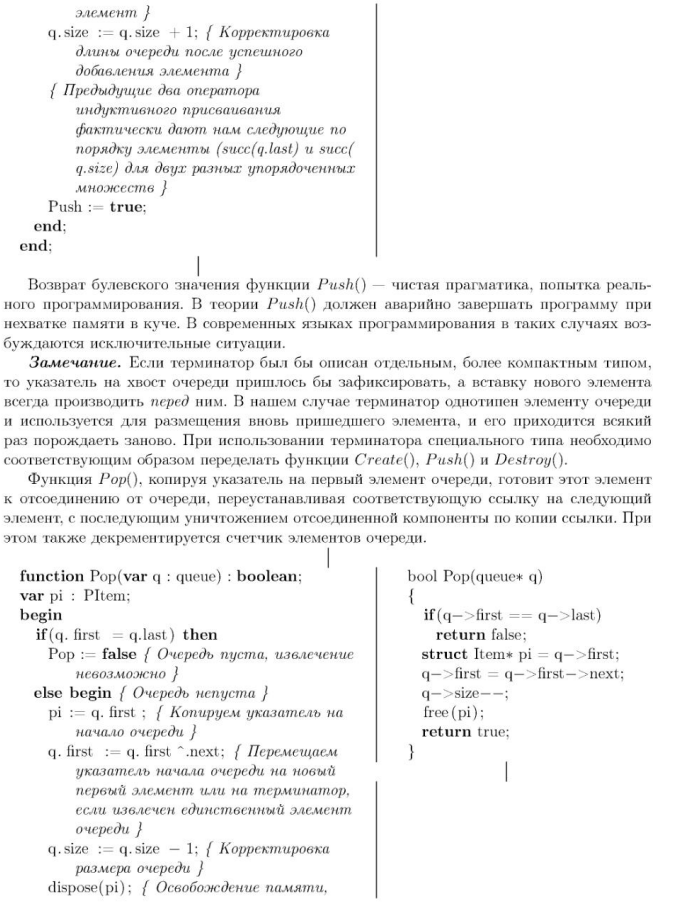 элемент }
q.size := q.size + 1; { Корректировка
длины очереди после успешного
добавления элемента }
{ Предыдущие два оператора
индуктивного присваивания
фактически дают нам следующие по
порядку элементы (succ(q.last) и succ(
q.size) для двух разных упорядоченных
множеств }
Push := true;
end;
end;
Возврат булевского значения функции Push() — чистая прагматика, попытка реаль-
ного программирования. В теории Push() должен аварийно завершать программу при
нехватке памяти в куче. В современных языках программирования в таких случаях воз-
буждаются исключительные ситуации.
Замечание. Если терминатор был бы описан отдельным, более компактным типом,
то указатель на хвост очереди пришлось бы зафиксировать, а вставку нового элемента
всегда производить перед ним. В нашем случае терминатор однотипен элементу очереди
и используется для размещения вновь пришедшего элемента, и его приходится всякий
раз порождаеть заново. При использовании терминатора специального типа необходимо
соответствующим образом переделать функции Create(), Push() и Destroy().
Функция Pop(), копируя указатель на первый элемент очереди, готовит этот элемент
к отсоединению от очереди, переустанавливая соответствующую ссылку на следующий
элемент, с последующим уничтожением отсоединенной компоненты по копии ссылки. При
этом также декрементируется счетчик элементов очереди.
function Pop(var q : queue) : boolean;
var pi : PItem;
begin
if(q. first = q.last) then
Pop := false { Очередь пуста, извлечение
невозможно }
else begin { Очередь непуста }
pi := q. first ; { Копируем указатель на
начало очереди }
q. first := q. first ^.next; { Перемещаем
указатель начала очереди на новый
первый элемент или на терминатор,
если извлечен единственный элемент
очереди }
q.size := q.size − 1; { Корректировка
размера очереди }
dispose(pi); { Освобождение памяти,
bool Pop(queue* q)
{
if(q−>first == q−>last)
return false;
struct Item* pi = q−>first;
q−>first = q−>first−>next;
q−>size−−;
free(pi);
return true;
}